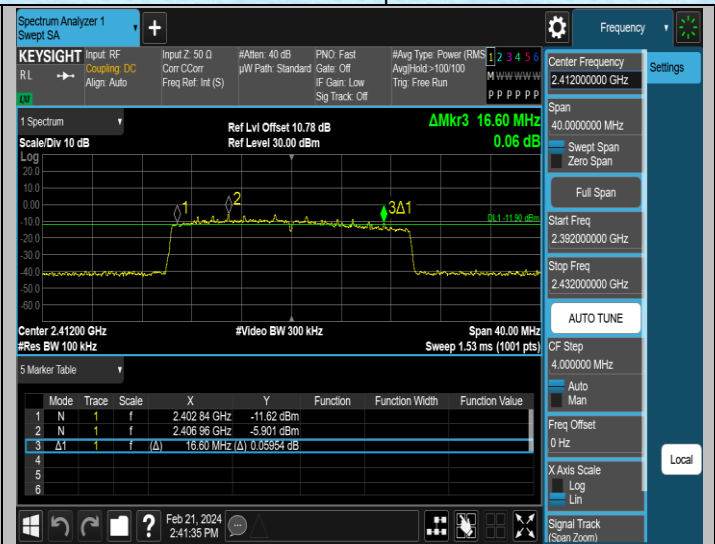 Spectrum Analyzer 1
Swept SA
+
Frequency
KEYSIGHT
RL
Input: RF
Coupling: DC
Align: Auto
Input Z: 50 Ω
Corr CCorr
Freq Ref: Int (S)
#Atten: 40 dB
µW Path: Standard
PNO: Fast
Gate: Off
IF Gain: Low
Sig Track: Off
#Avg Type: Power (RMS
Avg|Hold:>100/100
Trig: Free Run
1 2 3 4 5 6
M W W W W W
P P P P P P
1 Spectrum
Scale/Div 10 dB
Ref Lvl Offset 10.78 dB
Ref Level 30.00 dBm
ΔMkr3 16.60 MHz
0.06 dB
Log
20.0
10.0
0.00
-10.0
-20.0
-30.0
-40.0
-50.0
-60.0
1
2
3Δ1
DL1 -11.90 dBm
Center 2.41200 GHz
#Res BW 100 kHz
#Video BW 300 kHz
Span 40.00 MHz
Sweep 1.53 ms (1001 pts)
5 Marker Table
Mode Trace Scale X Y Function Function Width Function Value
1 N 1 f 2.402 84 GHz -11.62 dBm
2 N 1 f 2.406 96 GHz -5.901 dBm
3 Δ1 1 f (Δ) 16.60 MHz (Δ) 0.05954 dB
4
5
6
Feb 21, 2024
2:41:35 PM
Center Frequency
2.412000000 GHz
Span
40.0000000 MHz
Swept Span
Zero Span
Full Span
Start Freq
2.392000000 GHz
Stop Freq
2.432000000 GHz
AUTO TUNE
CF Step
4.000000 MHz
Auto
Man
Freq Offset
0 Hz
X Axis Scale
Log
Lin
Signal Track
(Span Zoom)
Settings
Local